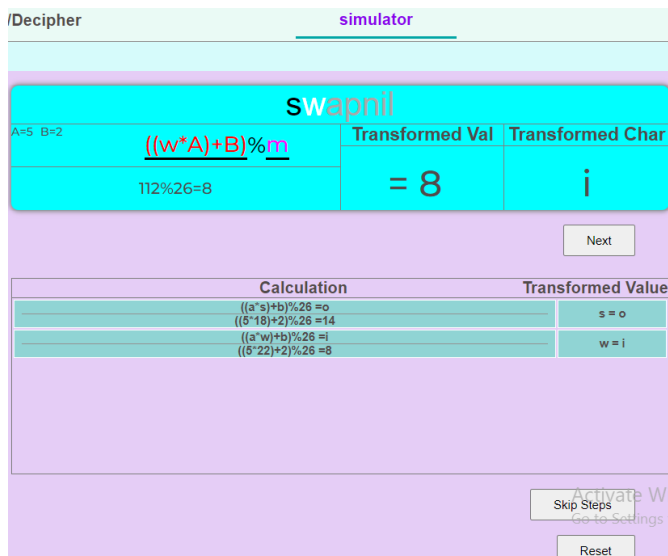 /Decipher simulator
swapnil
A=5 B=2 ((w*A)+B)%m Transformed Val Transformed Char
112%26=8 = 8 i
Next
Calculation Transformed Value
((a*s)+b)%26 =o
((5*18)+2)%26 =14 s = o
((a*w)+b)%26 =i
((5*22)+2)%26 =8 w = i
Activate W
Skip Steps
Go to Settings
Reset